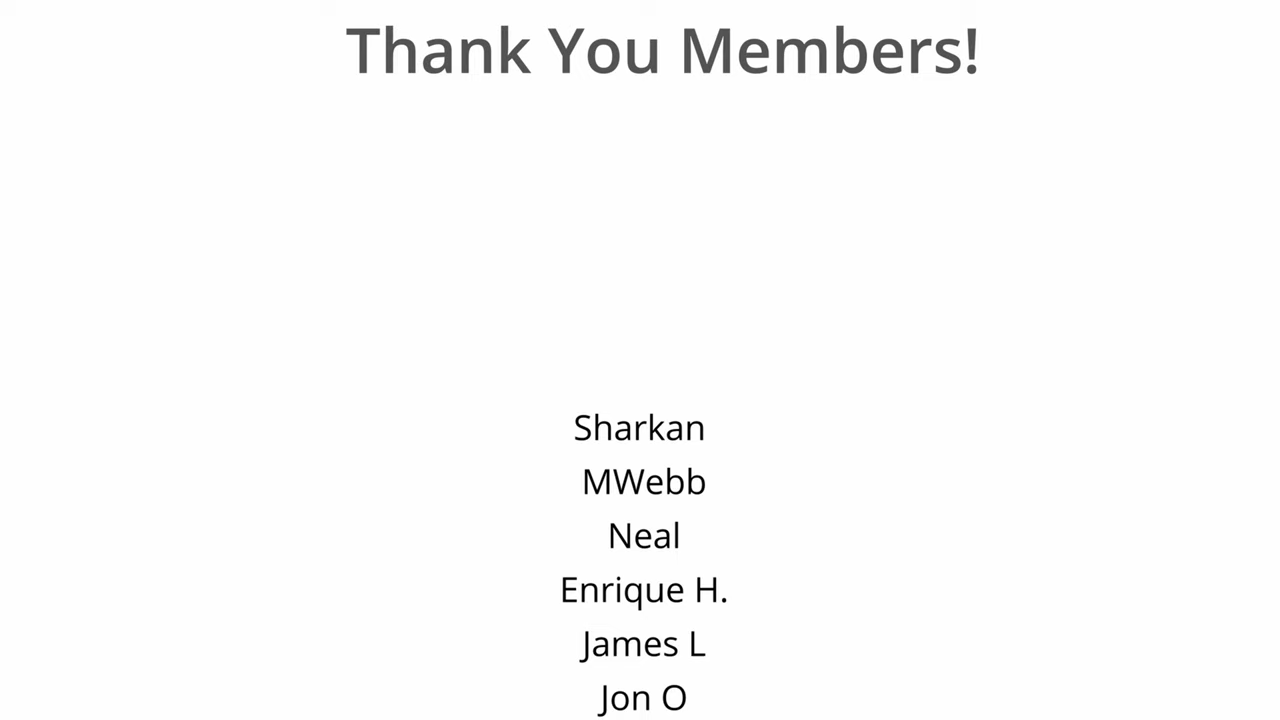 Thank You Members!
Sharkan
MWebb
Neal
Enrique H.
James L
Jon O